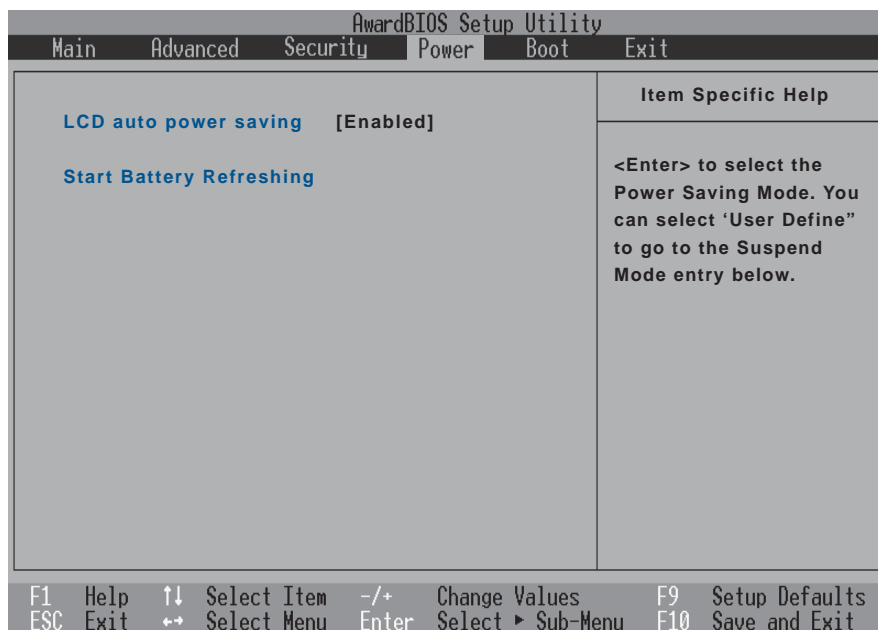 AwardBIOS Setup Utility
Main Advanced Security Power Boot Exit
LCD auto power saving [Enabled]
Start Battery Refreshing
Item Specific Help
<Enter> to select the
Power Saving Mode. You
can select ‘User Define”
to go to the Suspend
Mode entry below.
F1 Help ↑↓ Select Item -/+ Change Values F9 Setup Defaults
ESC Exit ←→ Select Menu Enter Select ▶ Sub-Menu F10 Save and Exit